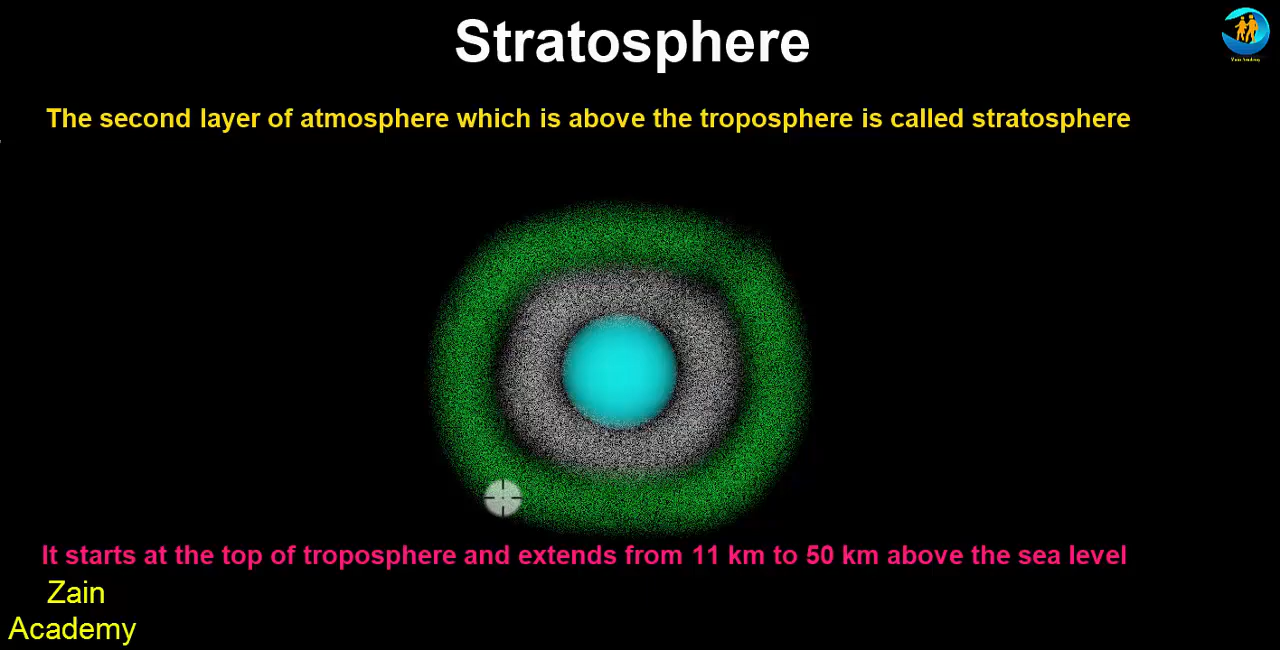 Stratosphere
The second layer of atmosphere which is above the troposphere is called stratosphere
It starts at the top of troposphere and extends from 11 km to 50 km above the sea level
Zain
Academy